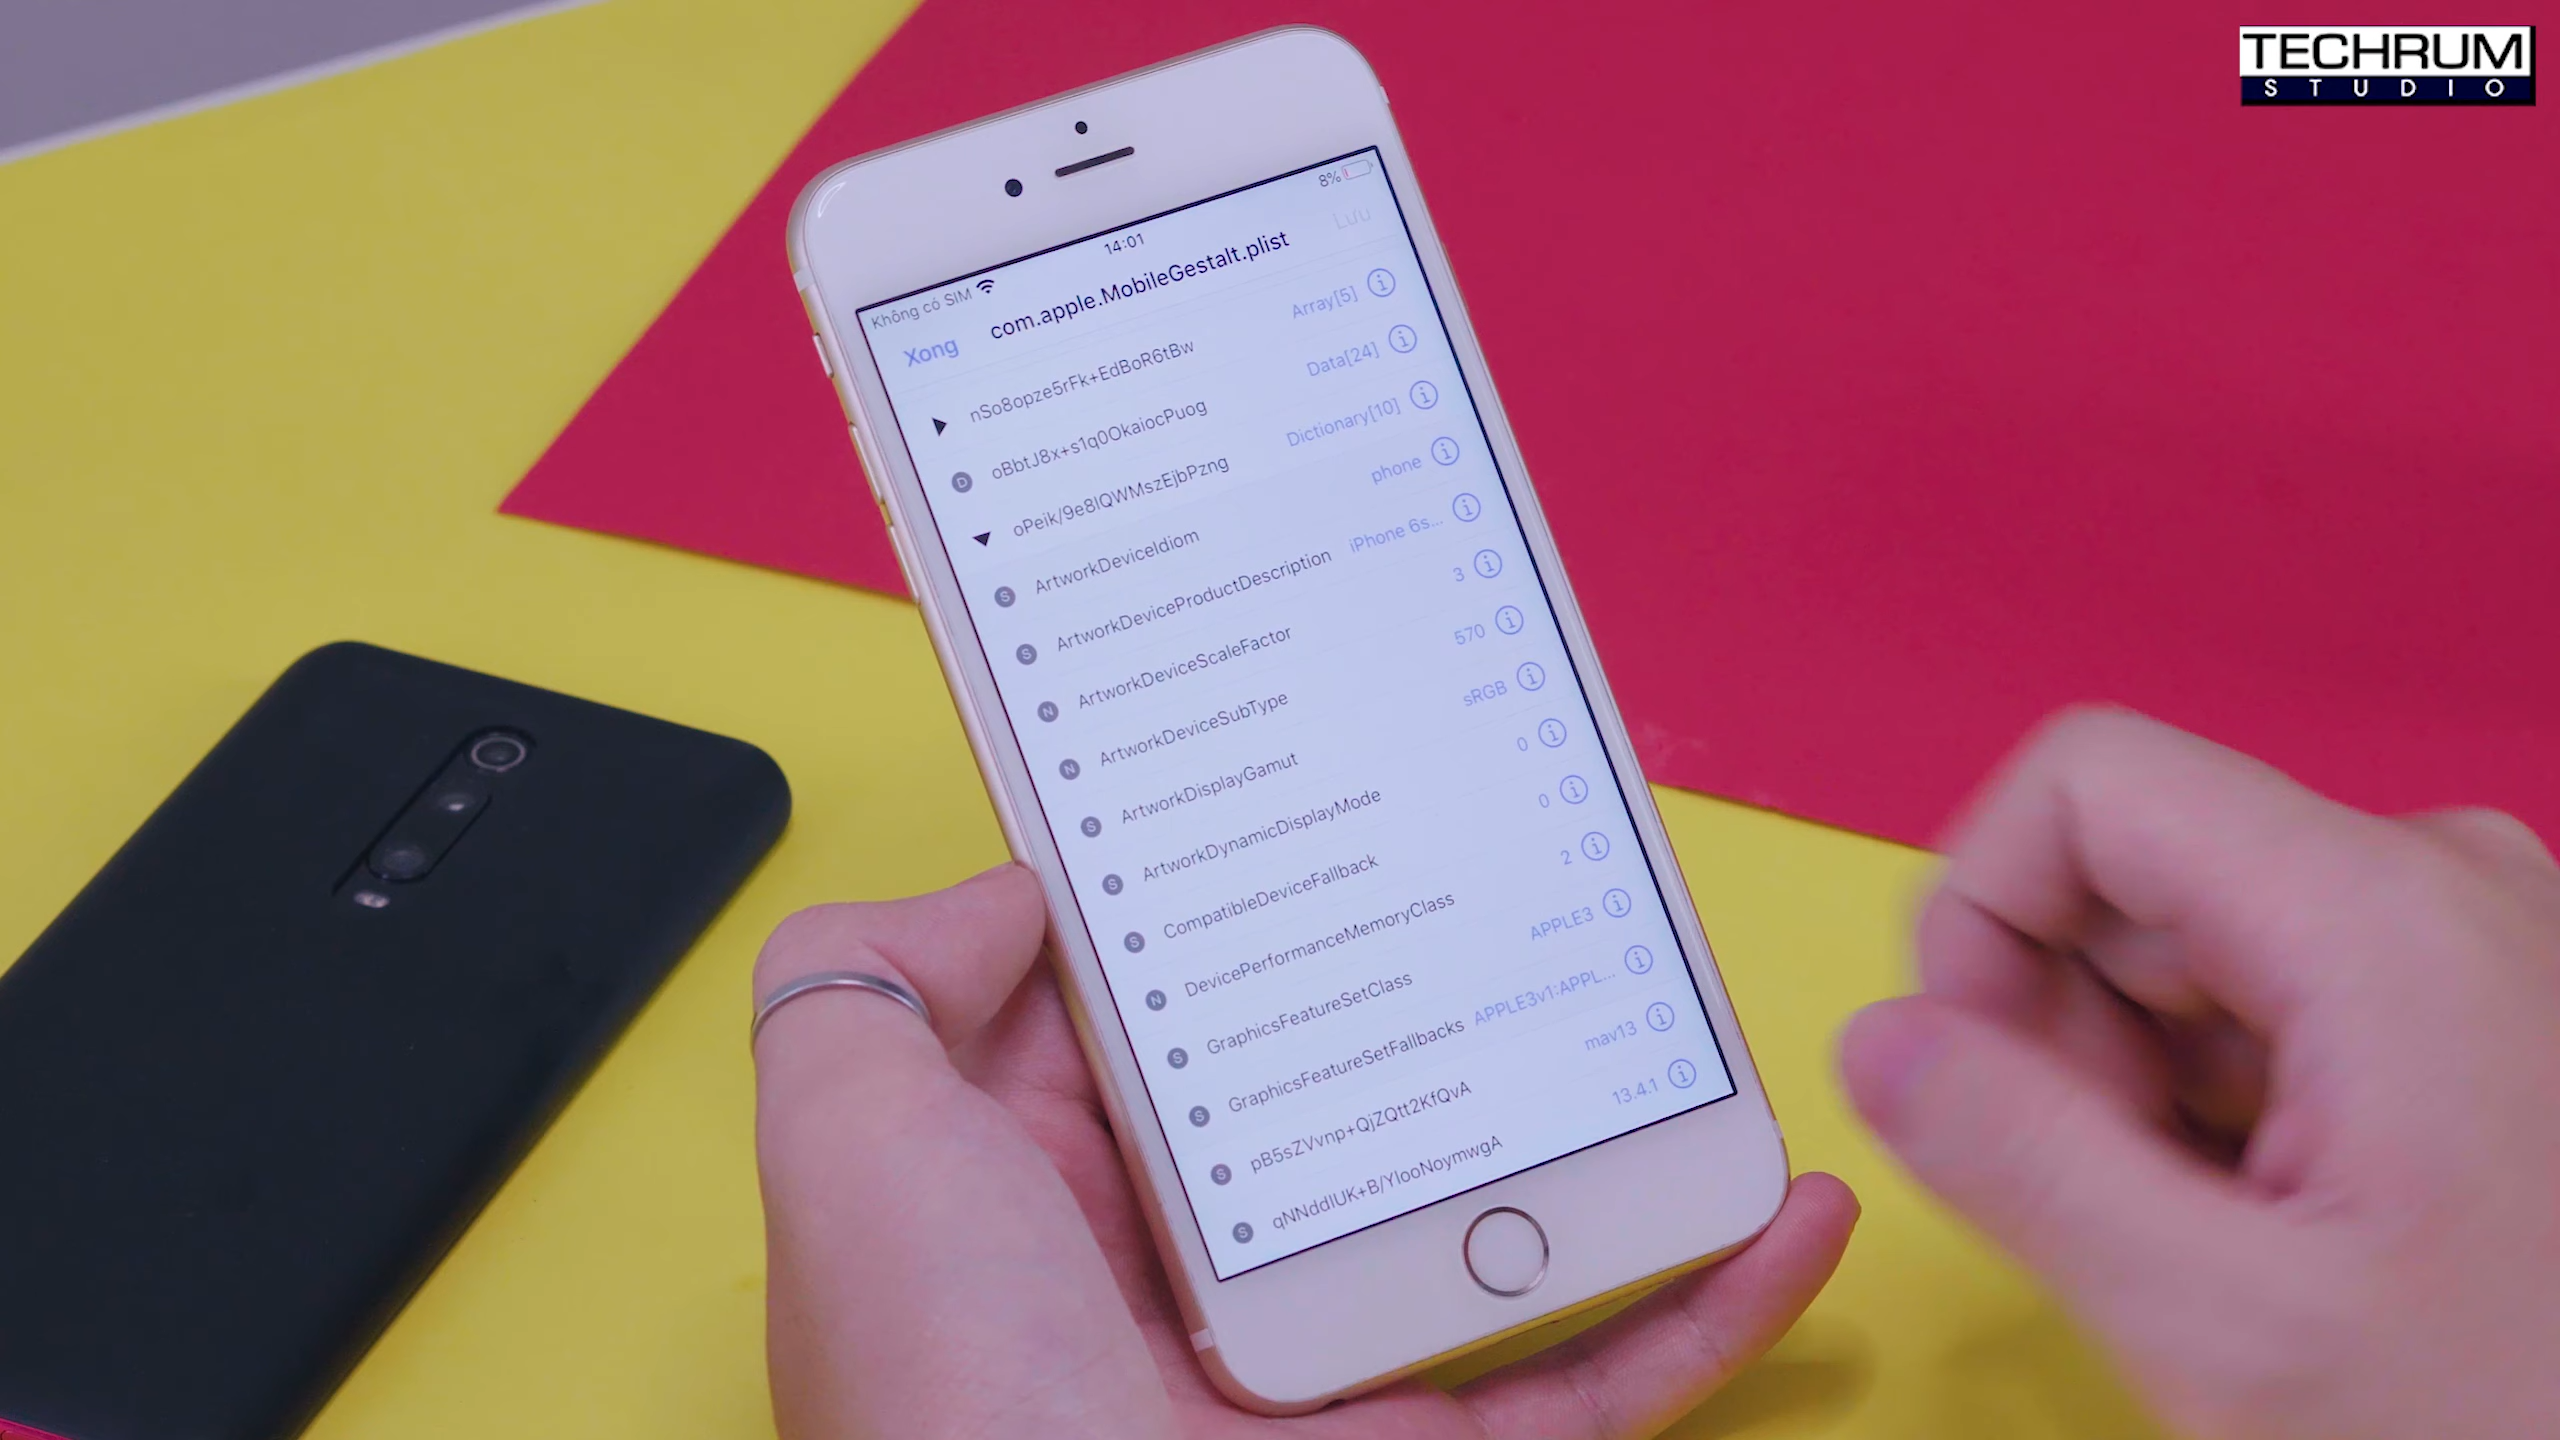 TECHRUM
STUDIO
Không có SIM 14:01 8%
Xong com.apple.MobileGestalt.plist Lưu
nSo8opze5rFk+EdBoR6tBw Array[5]
D oBbtJ8x+s1q0OkaiocPuog Data[24]
oPeik/9e8lQWMszEjbPzng Dictionary[10]
S ArtworkDeviceIdiom phone
S ArtworkDeviceProductDescription iPhone 6s...
N ArtworkDeviceScaleFactor 3
N ArtworkDeviceSubType 570
S ArtworkDisplayGamut sRGB
S ArtworkDynamicDisplayMode 0
S CompatibleDeviceFallback 0
N DevicePerformanceMemoryClass 2
S GraphicsFeatureSetClass APPLE3
S GraphicsFeatureSetFallbacks APPLE3v1:APPL...
S pB5sZVvnp+QjZQtt2KfQvA mav13
S qNNddlUK+B/YlooNoymwgA 13.4.1